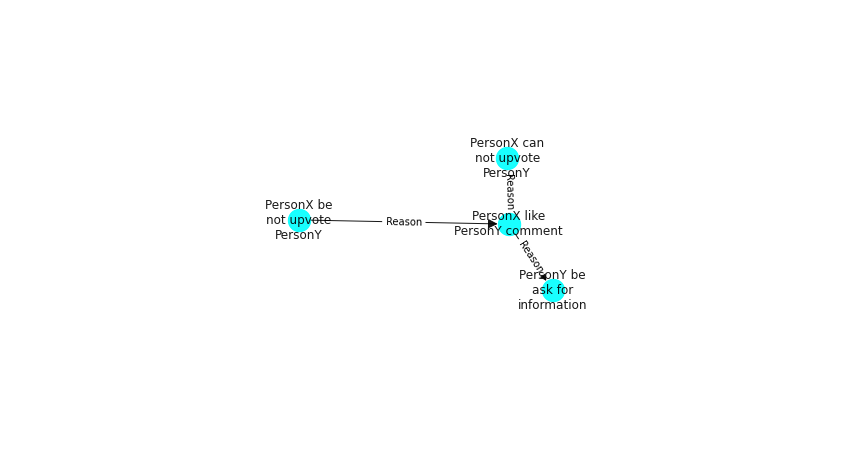 PersonX can
not upvote
PersonY
Reason
PersonX be
not upvote
PersonY
Reason
PersonX like
PersonY comment
Reason
PersonY be
ask for
information